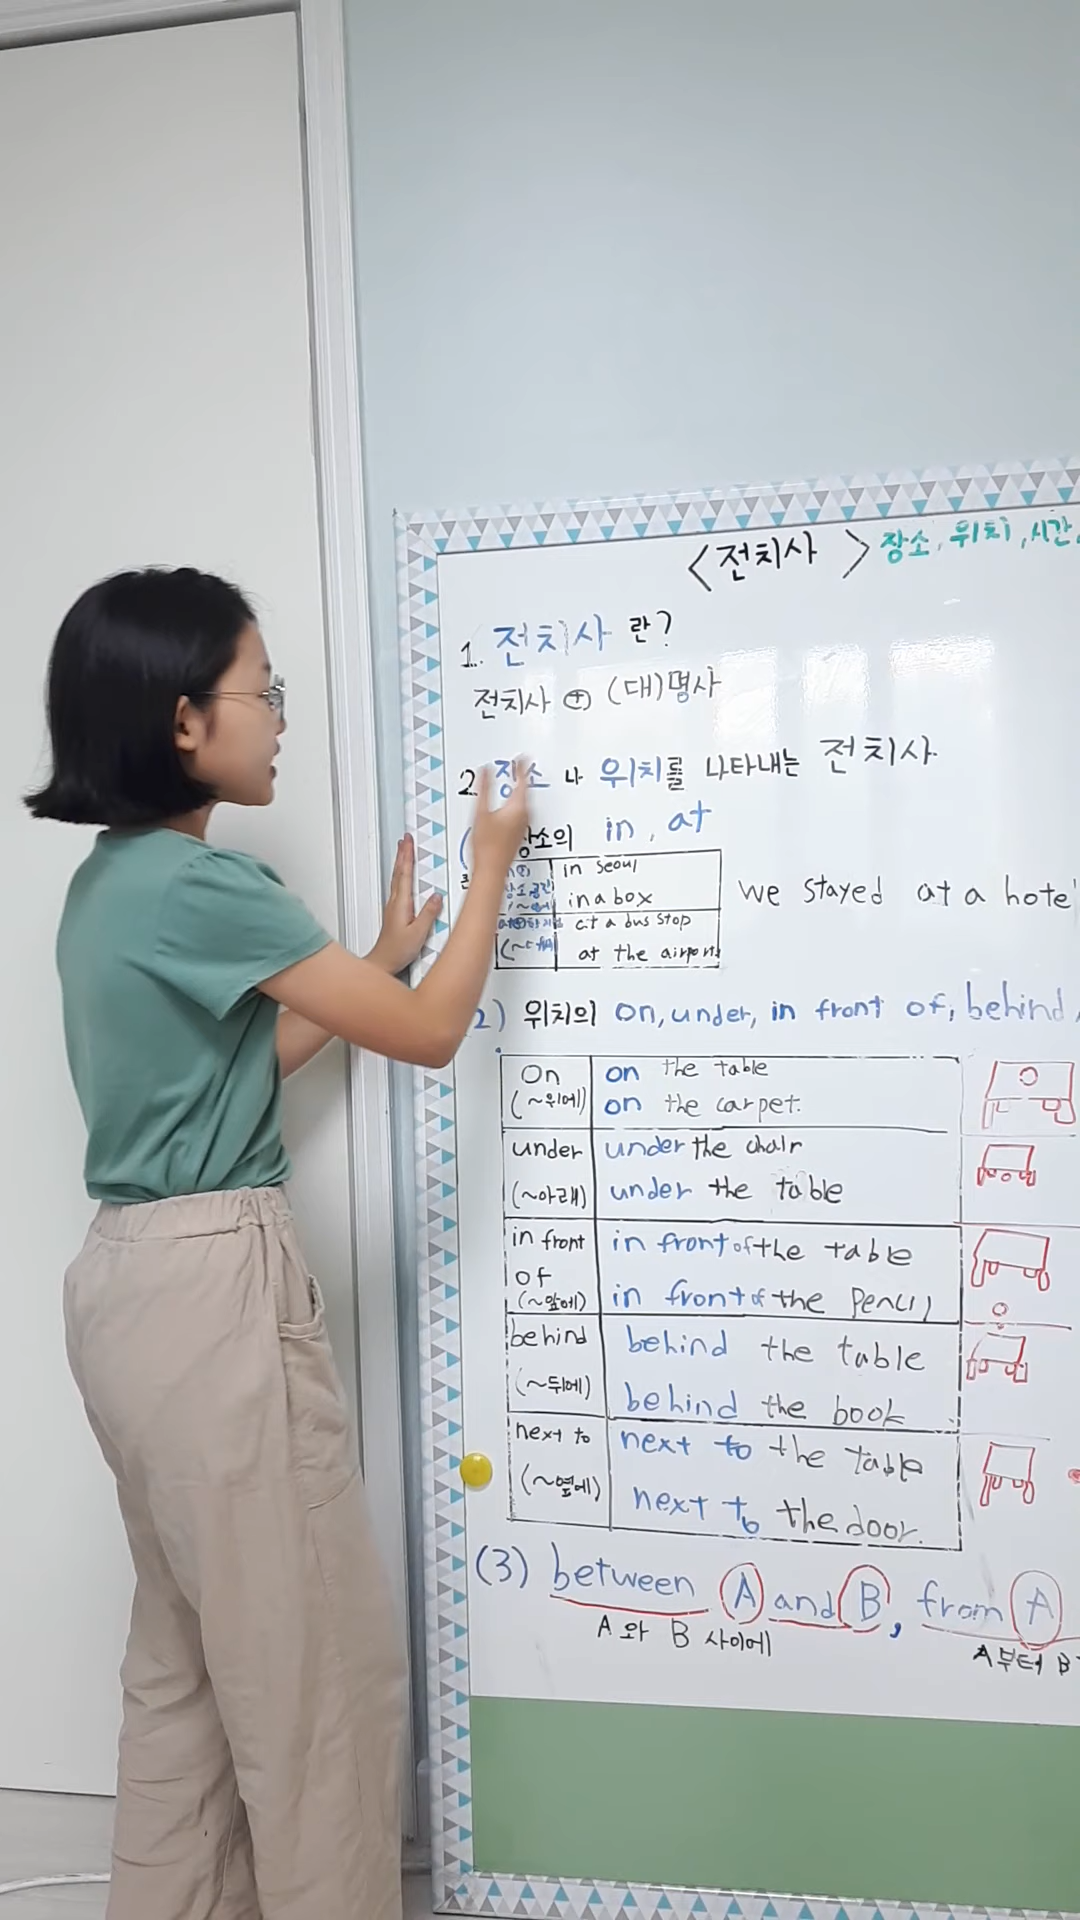 <전치사> 장소, 위치, 시간
1. 전치사란?
전치사 ⊕ (대)명사
2. 장소나 위치를 나타내는 전치사
장소의 in, at
in seoul
in a box
at a bus stop
at the airport
we stayed at a hotel
2) 위치의 on, under, in front of, behind,
On on the table
(~위에) on the carpet.
under under the chair
(~아래) under the table
in front in front of the table
of
(~앞에) in front of the pencil
behind behind the table
(~뒤에) behind the book
next to next to the table
(~옆에) next to the door.
(3) between A and B, from A
A와 B 사이에
A부터 B